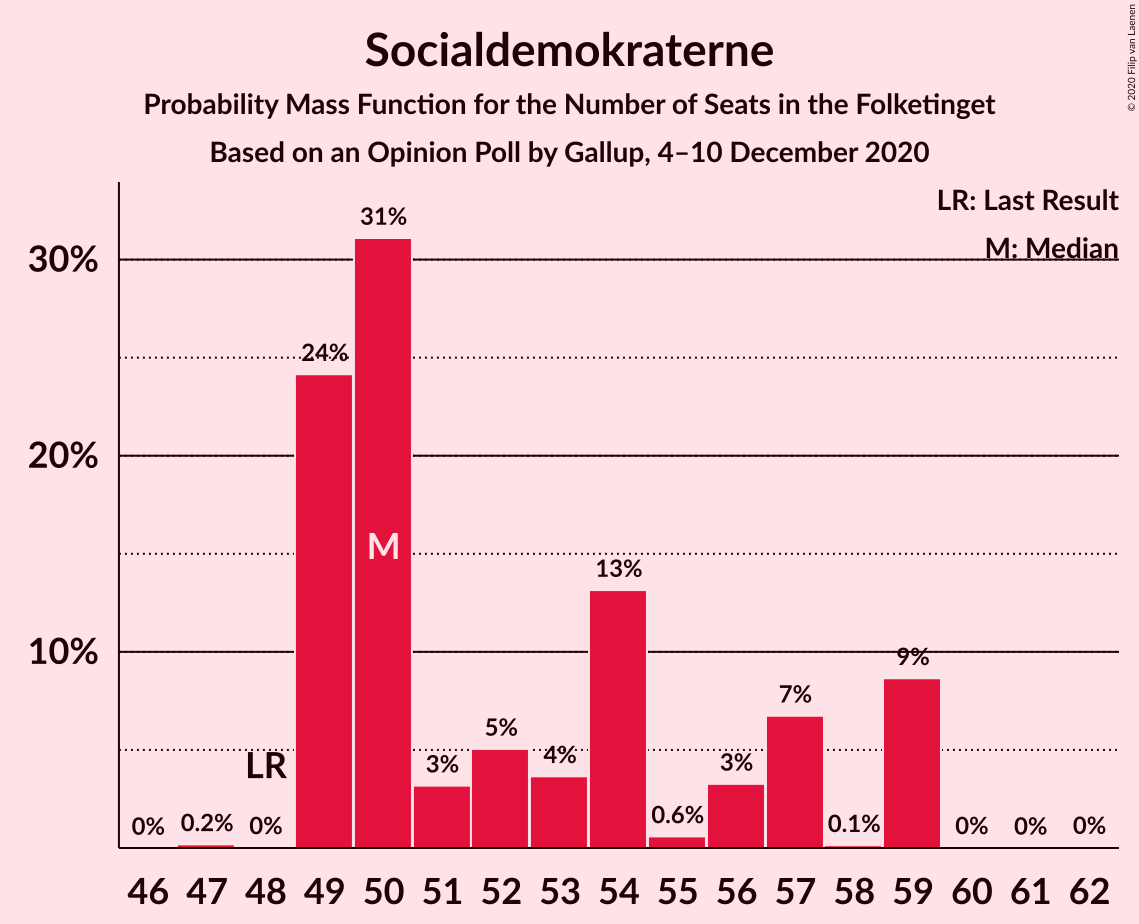 Socialdemokraterne
Probability Mass Function for the Number of Seats in the Folketinget
Based on an Opinion Poll by Gallup, 4–10 December 2020
© 2020 Filip van Laenen
LR: Last Result
M: Median
30%
20%
10%
0%
0.2%
0%
LR
24%
31%
M
3%
5%
4%
13%
0.6%
3%
7%
0.1%
9%
0%
0%
0%
46 47 48 49 50 51 52 53 54 55 56 57 58 59 60 61 62